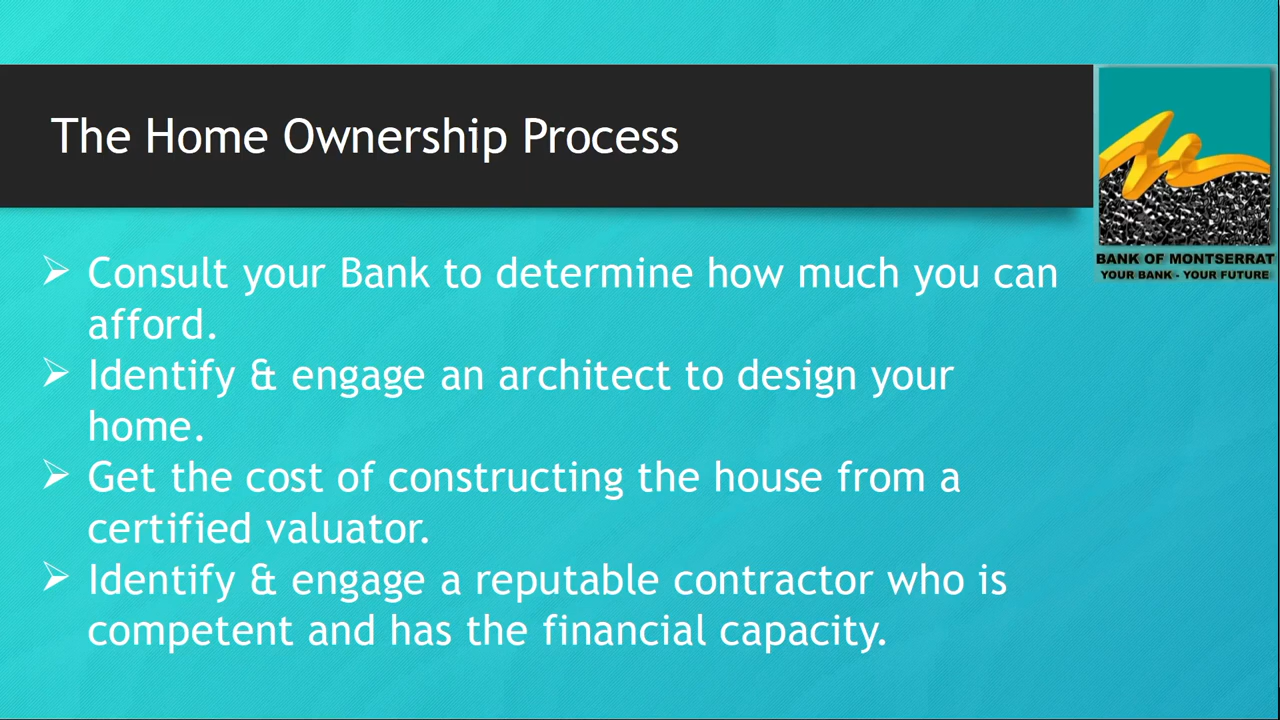 The Home Ownership Process
BANK OF MONTSERRAT
YOUR BANK - YOUR FUTURE
➢ Consult your Bank to determine how much you can
afford.
➢ Identify & engage an architect to design your
home.
➢ Get the cost of constructing the house from a
certified valuator.
➢ Identify & engage a reputable contractor who is
competent and has the financial capacity.